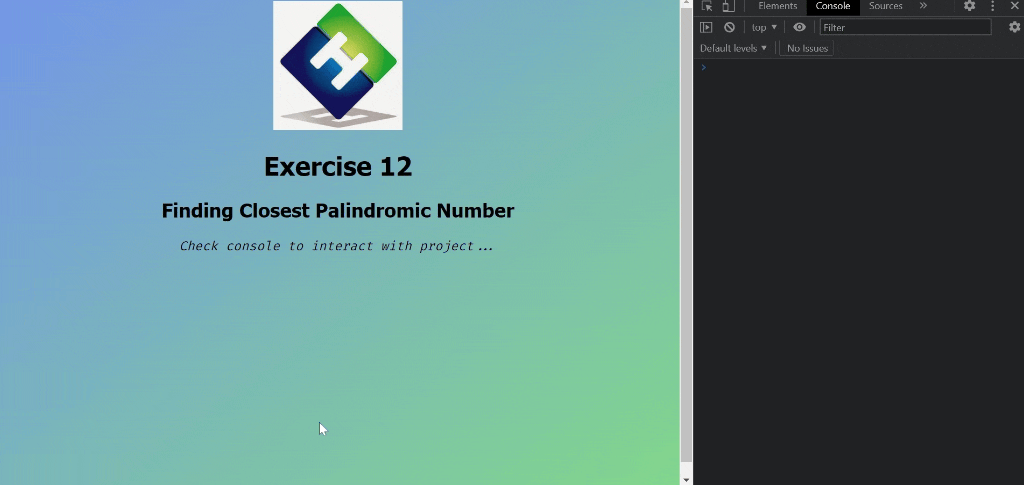 H
Exercise 12
Finding Closest Palindromic Number
Check console to interact with project...
Elements Console Sources »
top ▼ Filter
Default levels ▼ No Issues
>